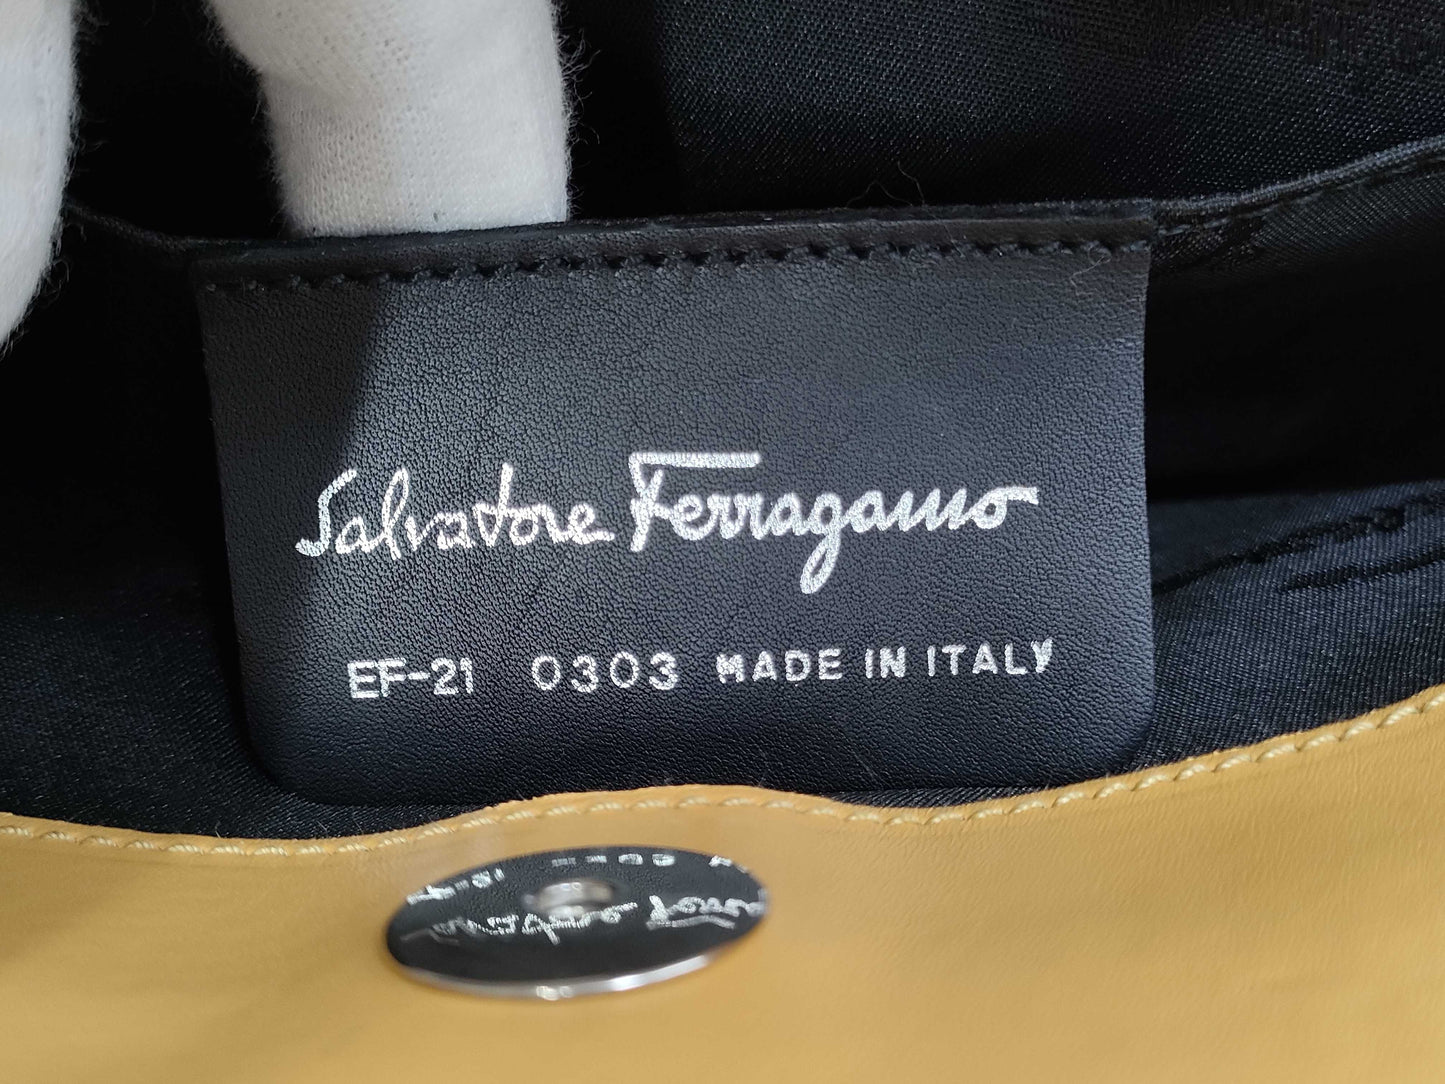 Salvatore Ferragamo
EF-21 0303 MADE IN ITALY